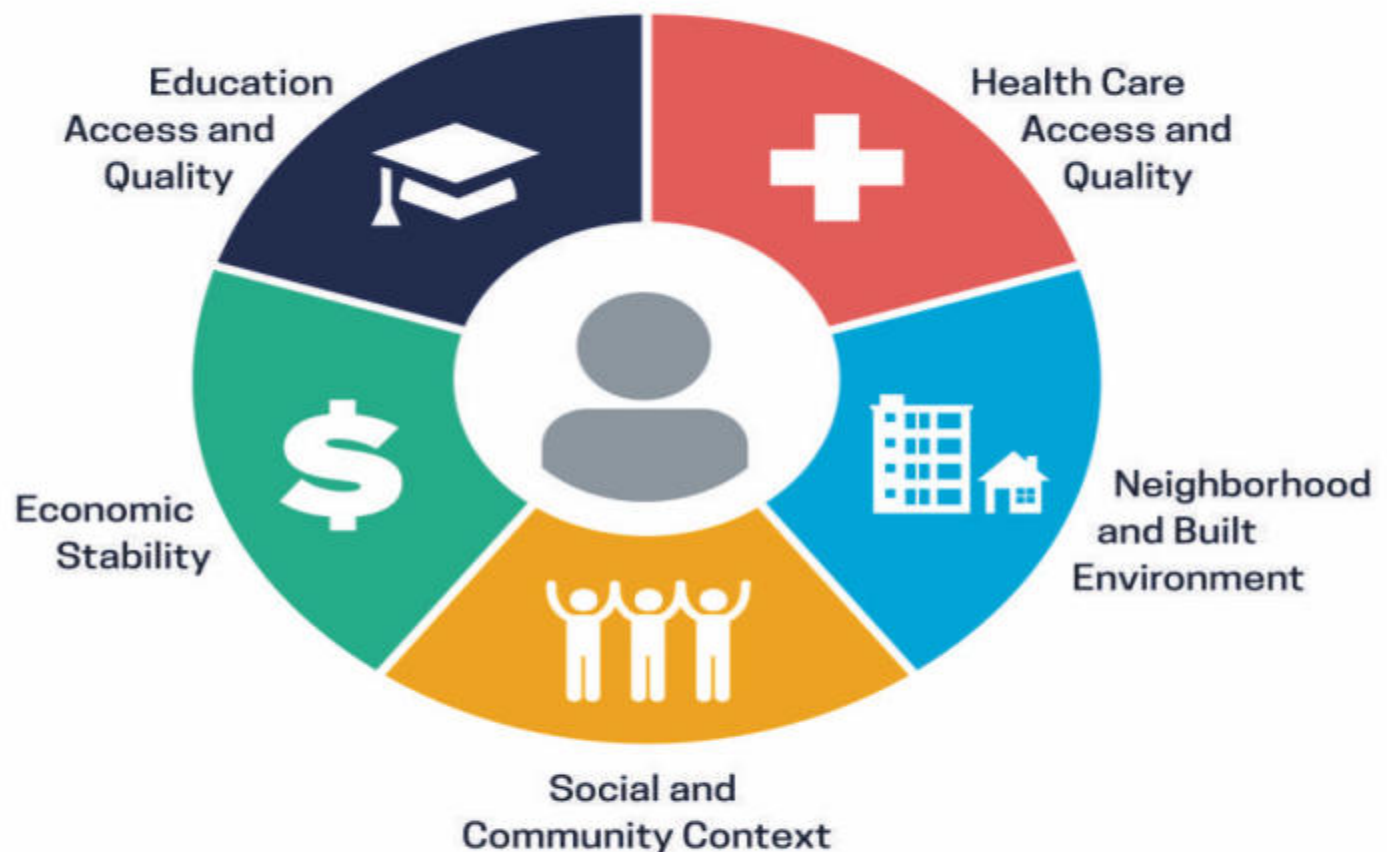 Education
Access and
Quality
Health Care
Access and
Quality
Economic
Stability
Neighborhood
and Built
Environment
Social and
Community Context